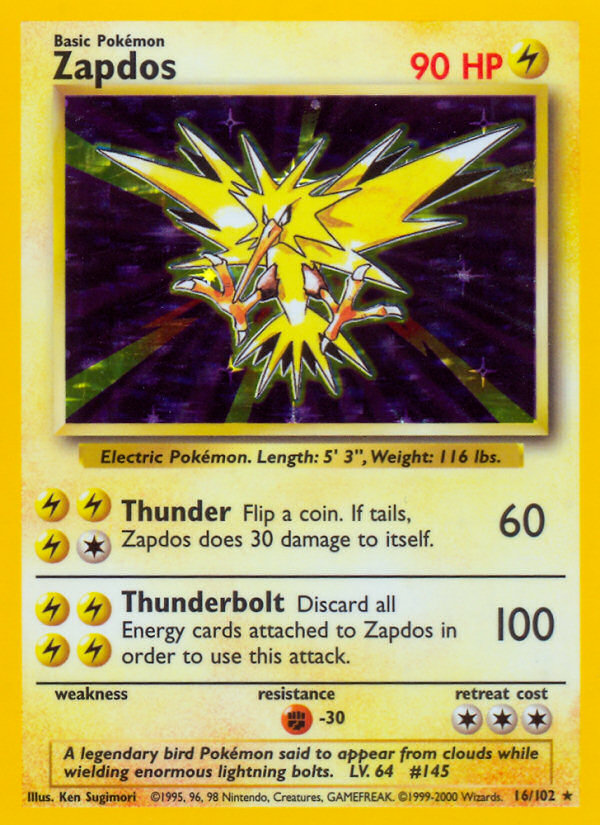 Basic Pokémon
Zapdos
90 HP
Electric Pokémon. Length: 5' 3", Weight: 116 lbs.
Thunder Flip a coin. If tails,
Zapdos does 30 damage to itself.
60
Thunderbolt Discard all
Energy cards attached to Zapdos in
order to use this attack.
100
weakness resistance retreat cost
-30
A legendary bird Pokémon said to appear from clouds while
wielding enormous lightning bolts. LV. 64 #145
Illus. Ken Sugimori ©1995, 96, 98 Nintendo, Creatures, GAMEFREAK. ©1999-2000 Wizards. 16/102 ★